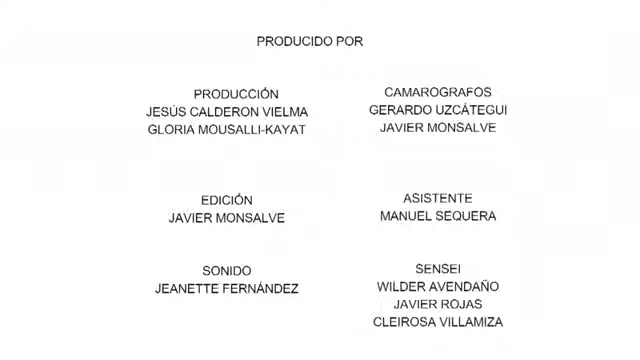 PRODUCIDO POR
PRODUCCIÓN
JESÚS CALDERON VIELMA
GLORIA MOUSALLI-KAYAT
CAMAROGRAFOS
GERARDO UZCÁTEGUI
JAVIER MONSALVE
EDICIÓN
JAVIER MONSALVE
ASISTENTE
MANUEL SEQUERA
SONIDO
JEANETTE FERNÁNDEZ
SENSEI
WILDER AVENDAÑO
JAVIER ROJAS
CLEIROSA VILLAMIZA